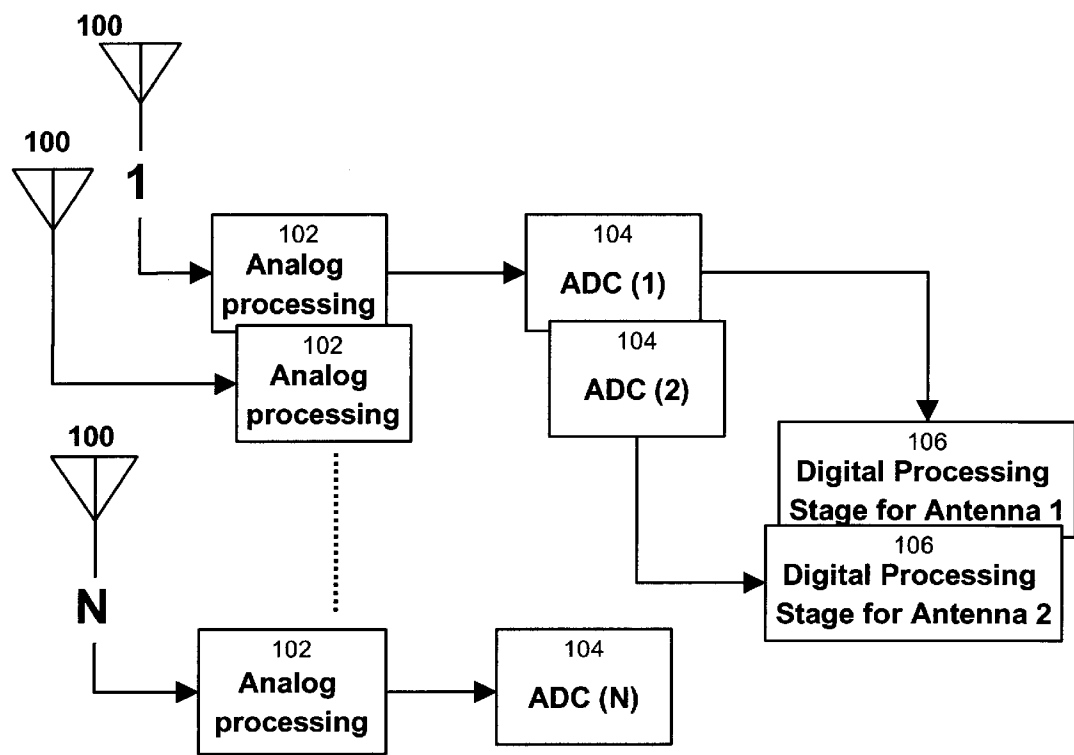 100
100
1
102
Analog
processing
104
ADC (1)
102
Analog
processing
104
ADC (2)
100
106
Digital Processing
Stage for Antenna 1
106
Digital Processing
Stage for Antenna 2
N
102
Analog
processing
104
ADC (N)